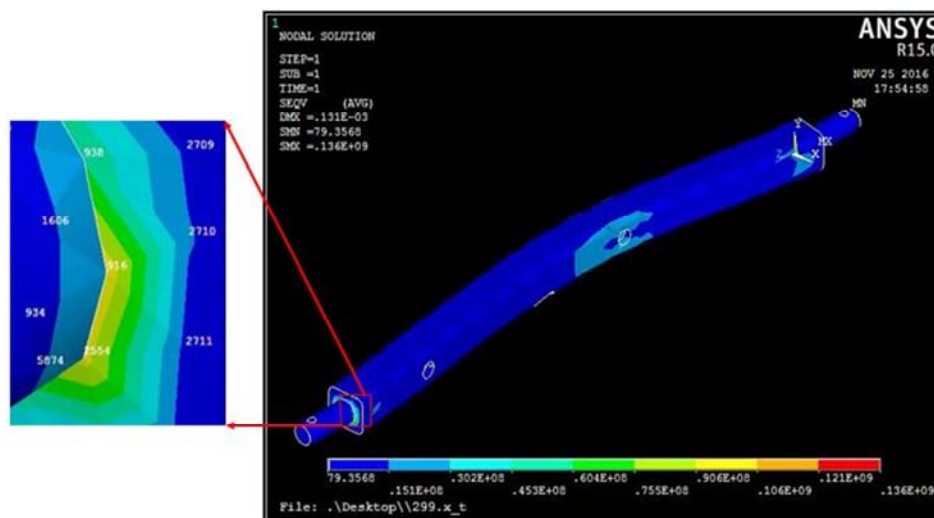 1
NODAL SOLUTION
STEP=1
SUB =1
TIME=1
SEQV (AVG)
DMX =.131E-03
SMN =79.3568
SMX =.136E+09
ANSYS
R15.0
NOV 25 2016
17:54:58
MN
Y
MX
Z X
938
2709
1606
2710
916
934
2711
5874
2554
79.3568 .302E+08 .604E+08 .906E+08 .121E+09
.151E+08 .453E+08 .755E+08 .106E+09 .136E+09
File: .\Desktop\\299.x_t